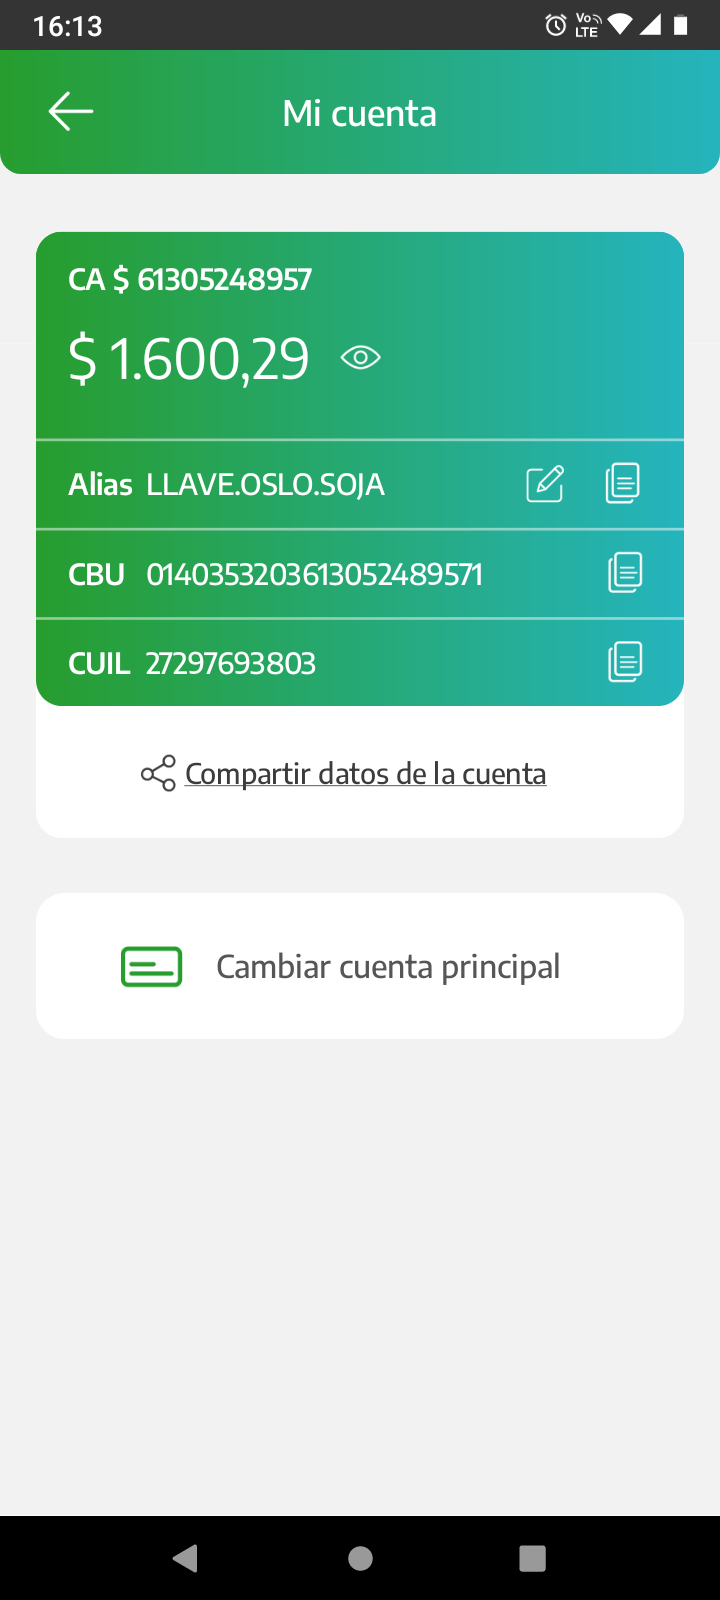 16:13
Vo
LTE
Mi cuenta
CA $ 61305248957
$ 1.600,29
Alias LLAVE.OSLO.SOJA
CBU 0140353203613052489571
CUIL 27297693803
Compartir datos de la cuenta
Cambiar cuenta principal